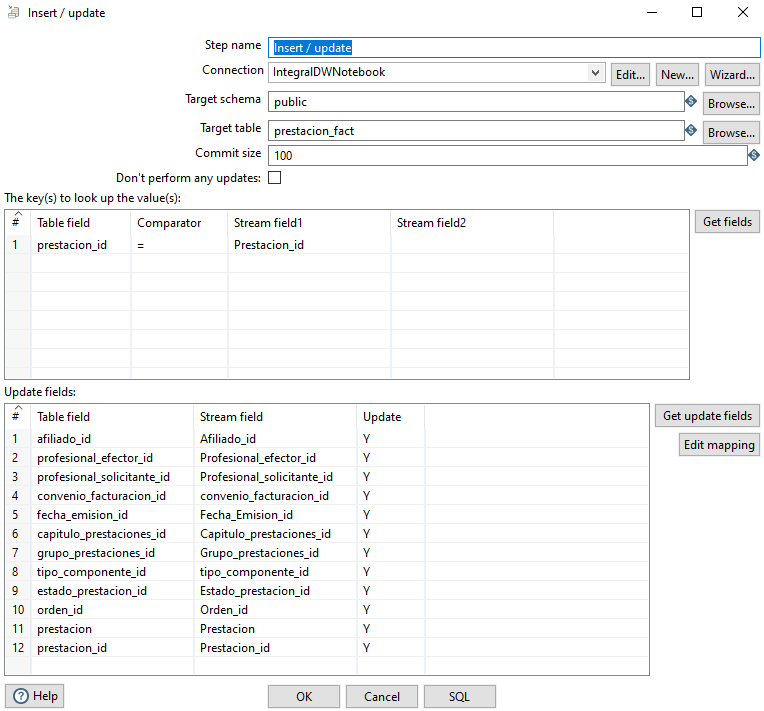 Insert / update
Step name Insert / update
Connection IntegralDWNotebook Edit... New... Wizard...
Target schema public Browse...
Target table prestacion_fact Browse...
Commit size 100
Don't perform any updates:
The key(s) to look up the value(s):
# Table field Comparator Stream field1 Stream field2 Get fields
1 prestacion_id = Prestacion_id
Update fields:
# Table field Stream field Update Get update fields
Edit mapping
1 afiliado_id Afiliado_id Y
2 profesional_efector_id Profesional_efector_id Y
3 profesional_solicitante_id Profesional_solicitante_id Y
4 convenio_facturacion_id convenio_facturacion_id Y
5 fecha_emision_id Fecha_Emision_id Y
6 capitulo_prestaciones_id Capitulo_prestaciones_id Y
7 grupo_prestaciones_id Grupo_prestaciones_id Y
8 tipo_componente_id tipo_componente_id Y
9 estado_prestacion_id Estado_prestacion_id Y
10 orden_id Orden_id Y
11 prestacion Prestacion Y
12 prestacion_id Prestacion_id Y
? Help OK Cancel SQL